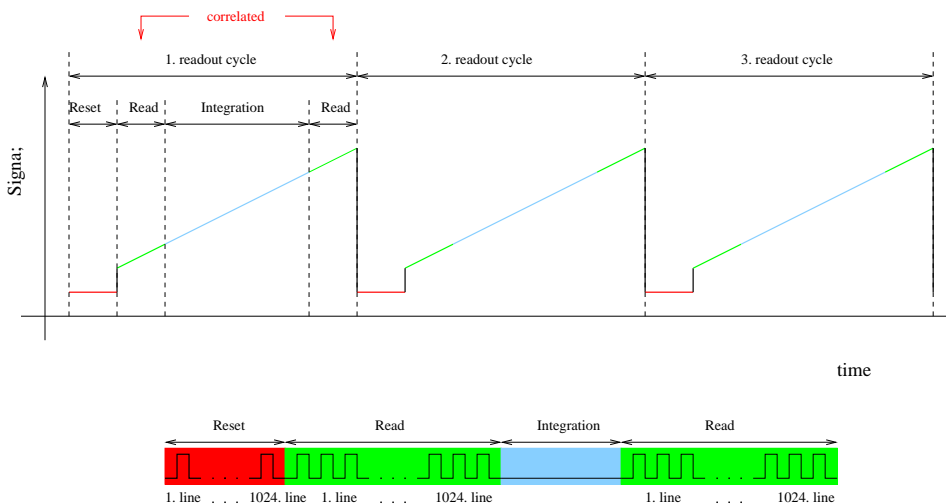 correlated
1. readout cycle 2. readout cycle 3. readout cycle
Reset Read Integration Read
Signa;
time
Reset Read Integration Read
1. line . . . 1024. line 1. line . . . 1024. line 1. line . . . 1024. line